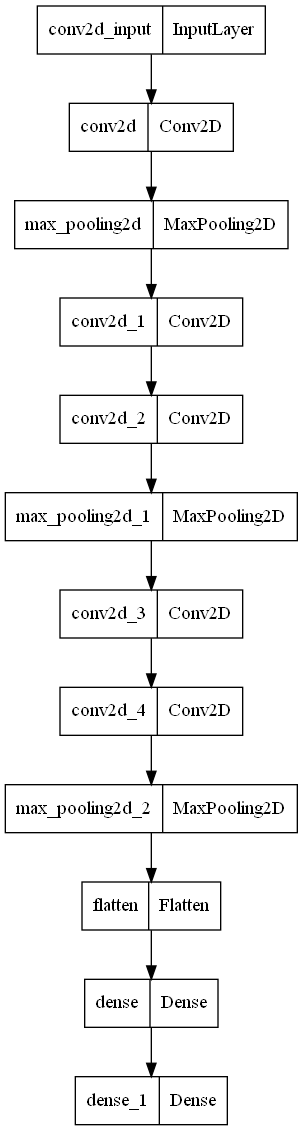 conv2d_input InputLayer
conv2d Conv2D
max_pooling2d MaxPooling2D
conv2d_1 Conv2D
conv2d_2 Conv2D
max_pooling2d_1 MaxPooling2D
conv2d_3 Conv2D
conv2d_4 Conv2D
max_pooling2d_2 MaxPooling2D
flatten Flatten
dense Dense
dense_1 Dense